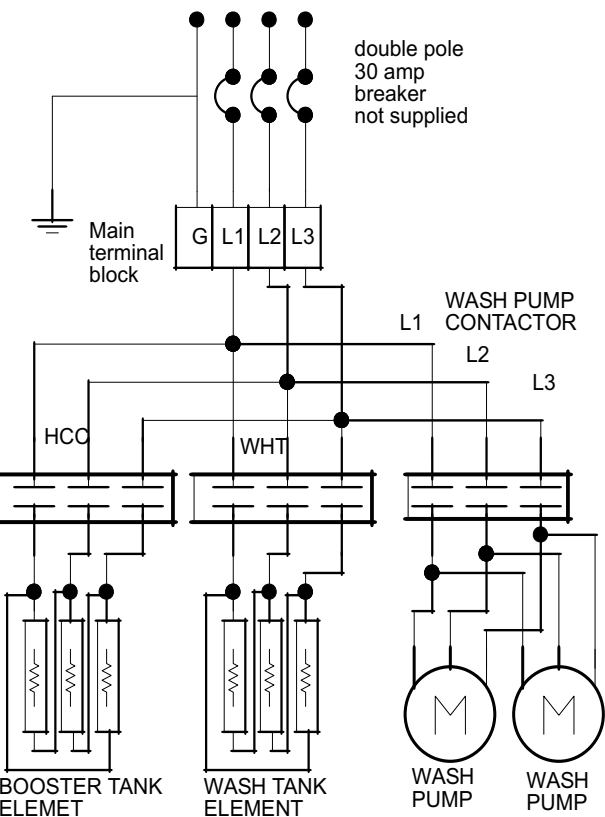 double pole
30 amp
breaker
not supplied
Main
terminal
block
G L1 L2 L3
WASH PUMP
CONTACTOR
L1
L2
L3
HCC
WHT
M M
BOOSTER TANK
ELEMET
WASH TANK
ELEMENT
WASH
PUMP
WASH
PUMP